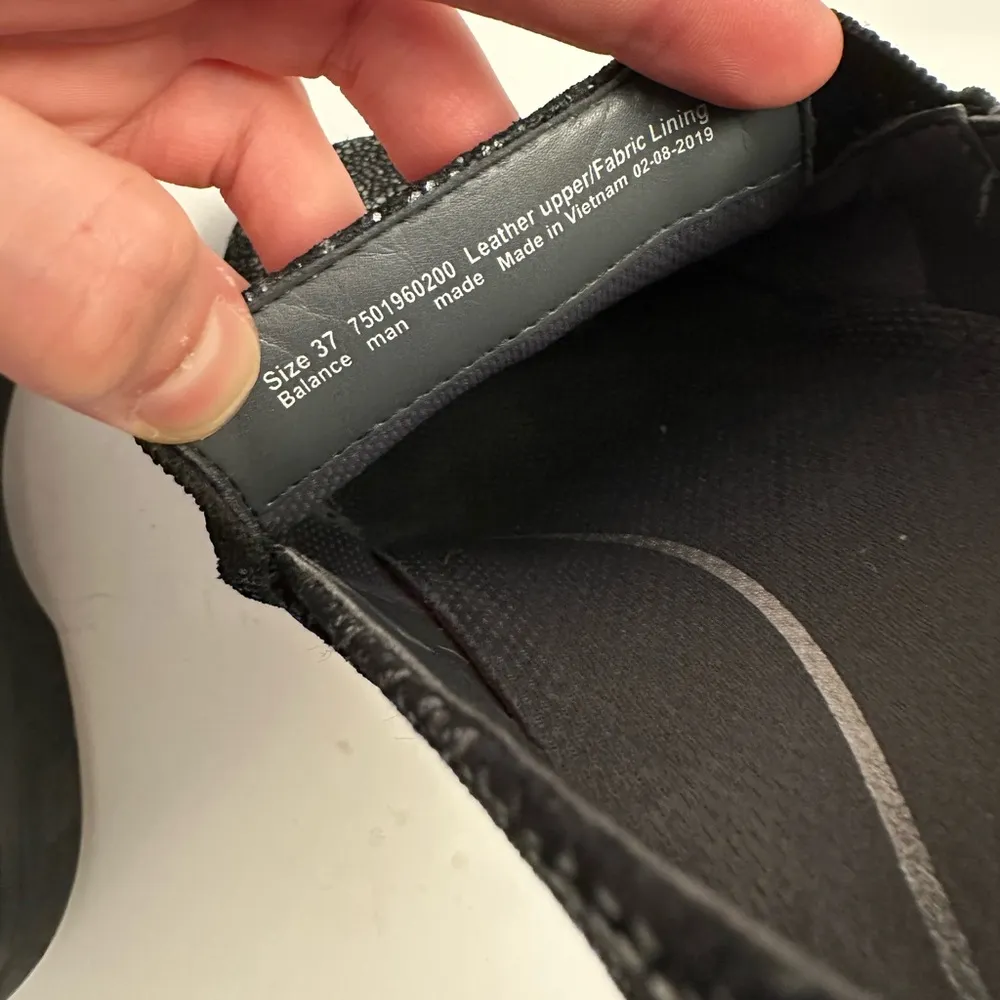 Size 37 7501960200 Leather upper/Fabric Lining
Balance man made Made in Vietnam 02-08-2019